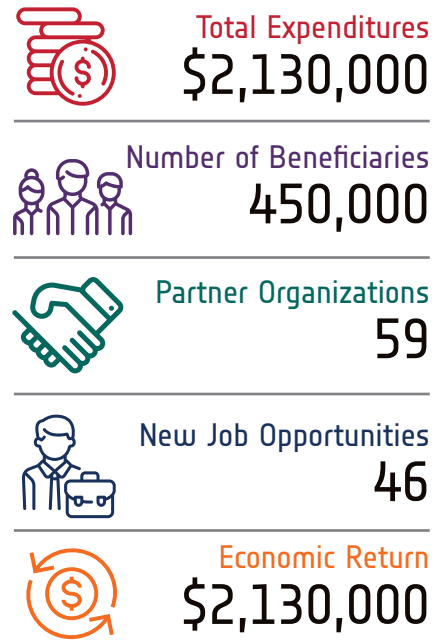 Total Expenditures
$2,130,000
Number of Beneficiaries
450,000
Partner Organizations
59
New Job Opportunities
46
Economic Return
$2,130,000